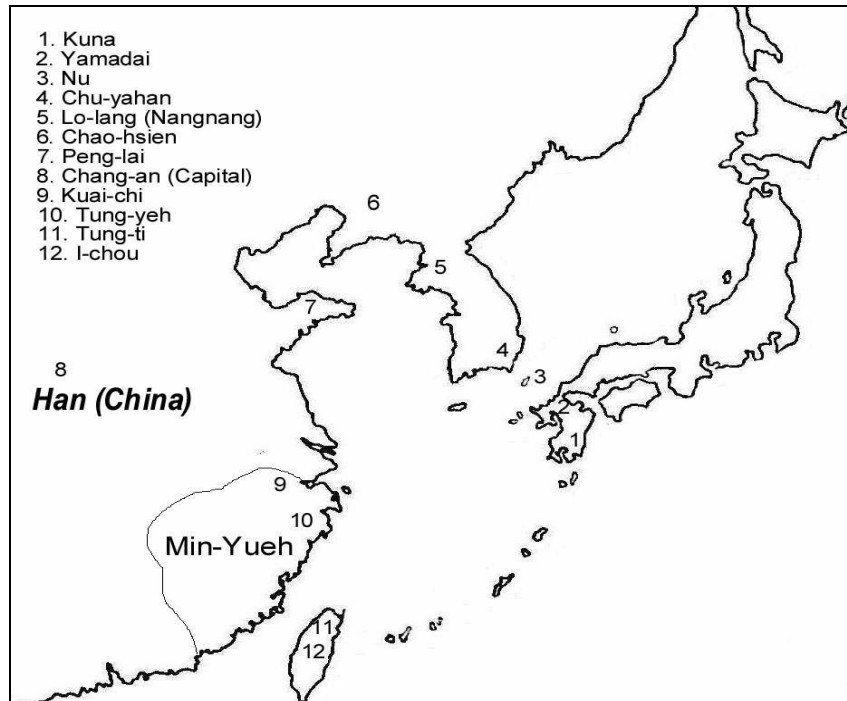 1. Kuna
2. Yamadai
3. Nu
4. Chu-yahan
5. Lo-lang (Nangnang)
6. Chao-hsien
7. Peng-lai
8. Chang-an (Capital)
9. Kuai-chi
10. Tung-yeh
11. Tung-ti
12. I-chou
6
5
7
4
8
3
Han (China)
2
1
9
10
Min-Yueh
11
12